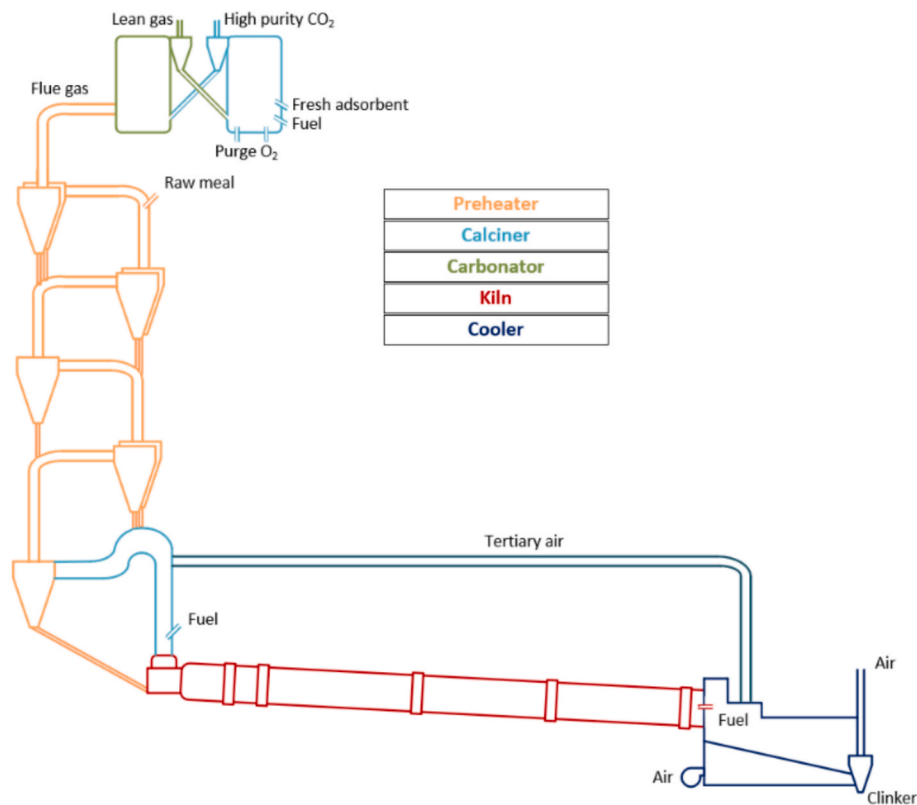 Lean gas
High purity CO₂
Flue gas
Fresh adsorbent
Fuel
Purge O₂
Raw meal
Preheater
Calciner
Carbonator
Kiln
Cooler
Tertiary air
Fuel
Air
Fuel
Air
Clinker